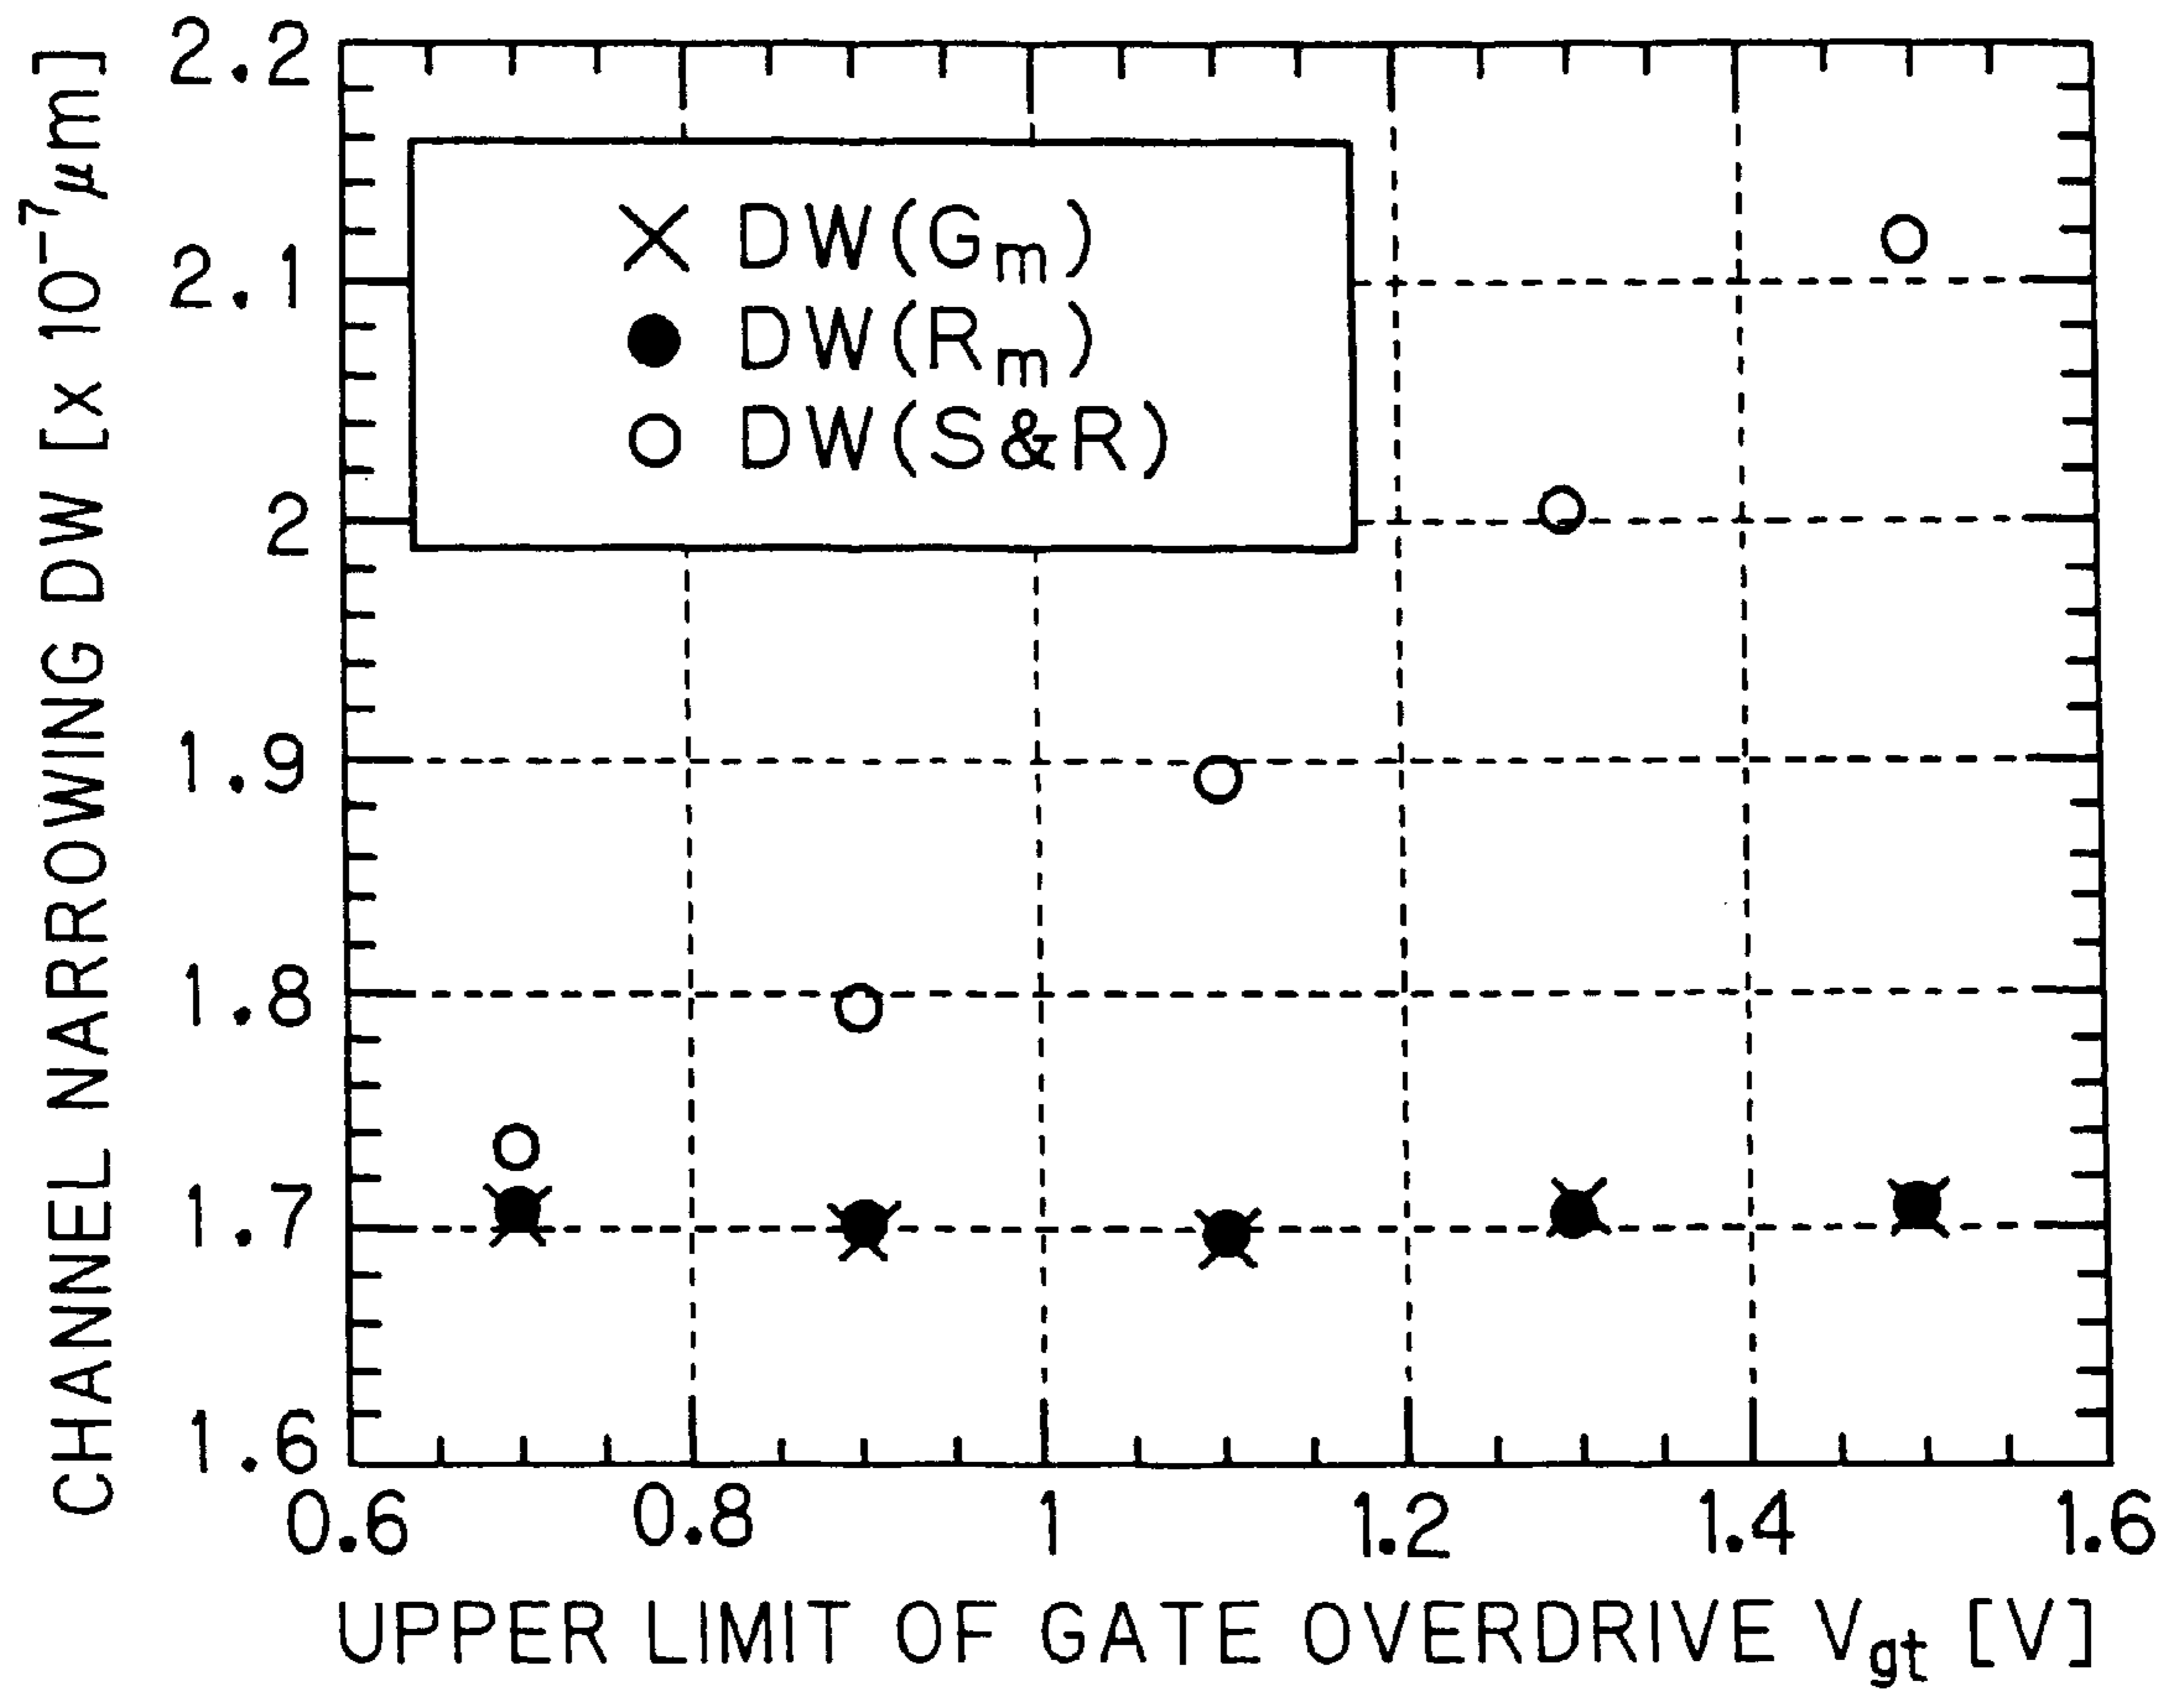 CHANNEL NARROWING DW [x 10⁻⁷μm]
2.2
2.1
2
1.9
1.8
1.7
1.6
× DW(Gm)
● DW(Rm)
○ DW(S&R)
0.6 0.8 1 1.2 1.4 1.6
UPPER LIMIT OF GATE OVERDRIVE Vgt [V]